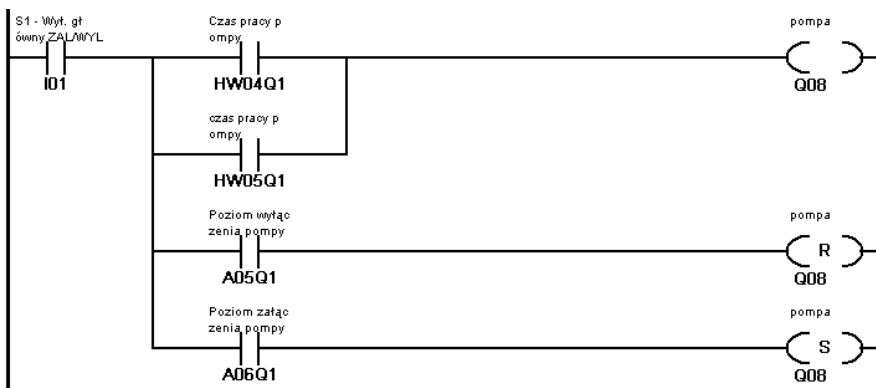 S1 - Wył. gł
ówny ZAL/WYL
I01
Czas pracy p
ompy
HW04Q1
pompa
Q08
czas pracy p
ompy
HW05Q1
Poziom wyłąc
zenia pompy
A05Q1
pompa
R
Q08
Poziom załąc
zenia pompy
A06Q1
pompa
S
Q08